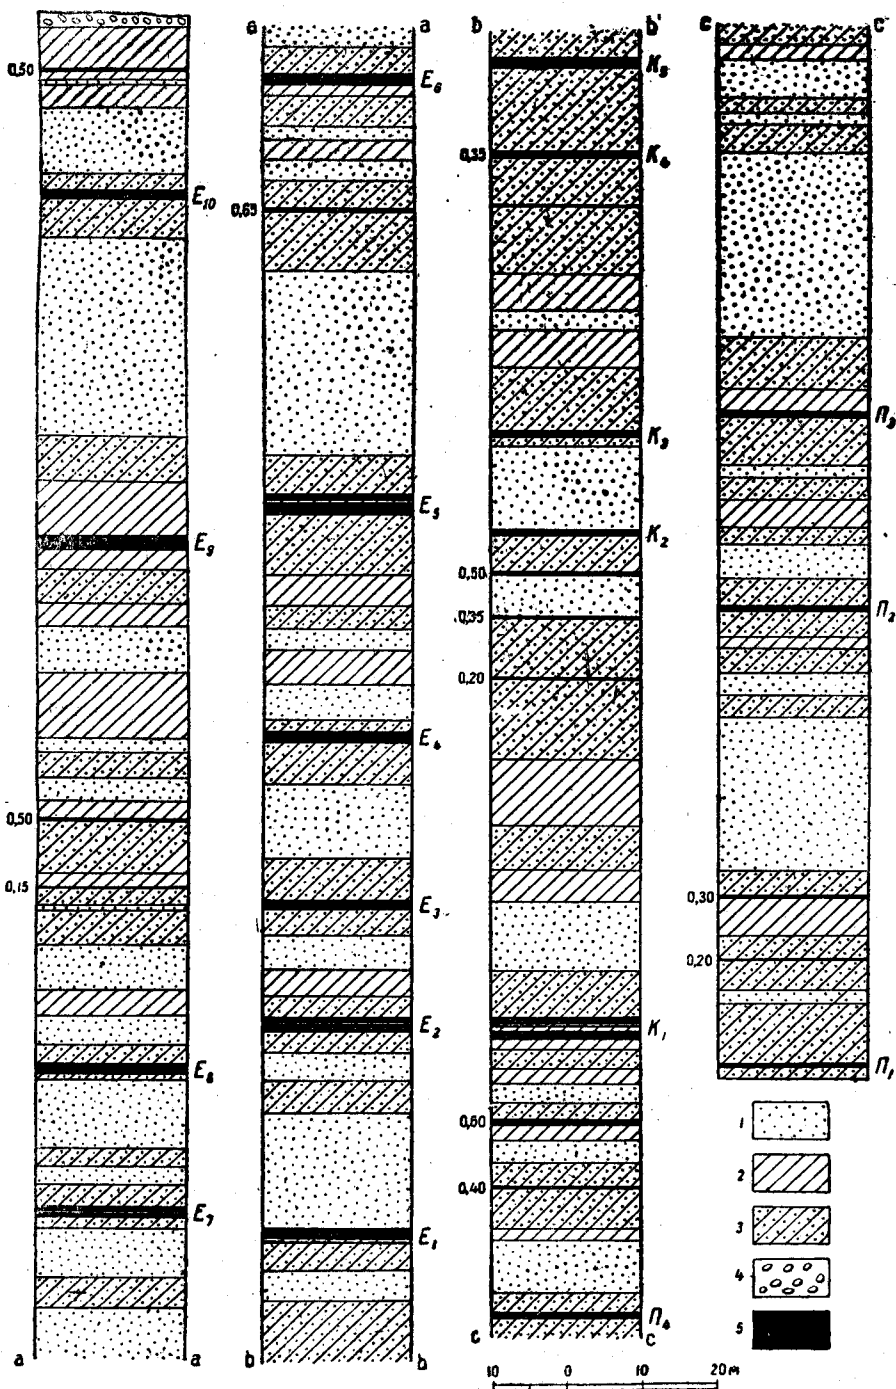 0,50
E₁₀
E₉
0,50
0,15
E₈
E₇
a a
a a
E₆
0,65
E₅
E₄
E₃
E₂
E₁
b b
b b'
K₅
0,35 K₄
K₃
K₂
0,50
0,35
0,20
K₁
0,60
0,40
П₄
c c
c c'
П₃
П₂
0,30
0,20
П₁
1
2
3
4
5
10 0 10 20 м